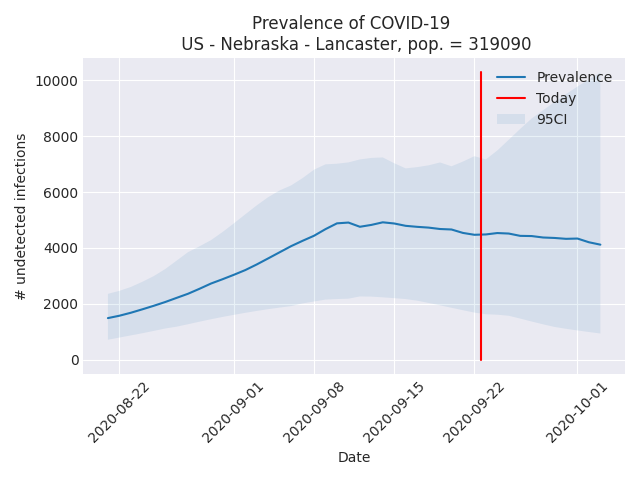 Prevalence of COVID-19
US - Nebraska - Lancaster, pop. = 319090
# undetected infections
10000
8000
6000
4000
2000
0
Prevalence
Today
95CI
2020-08-22
2020-09-01
2020-09-08
2020-09-15
2020-09-22
2020-10-01
Date